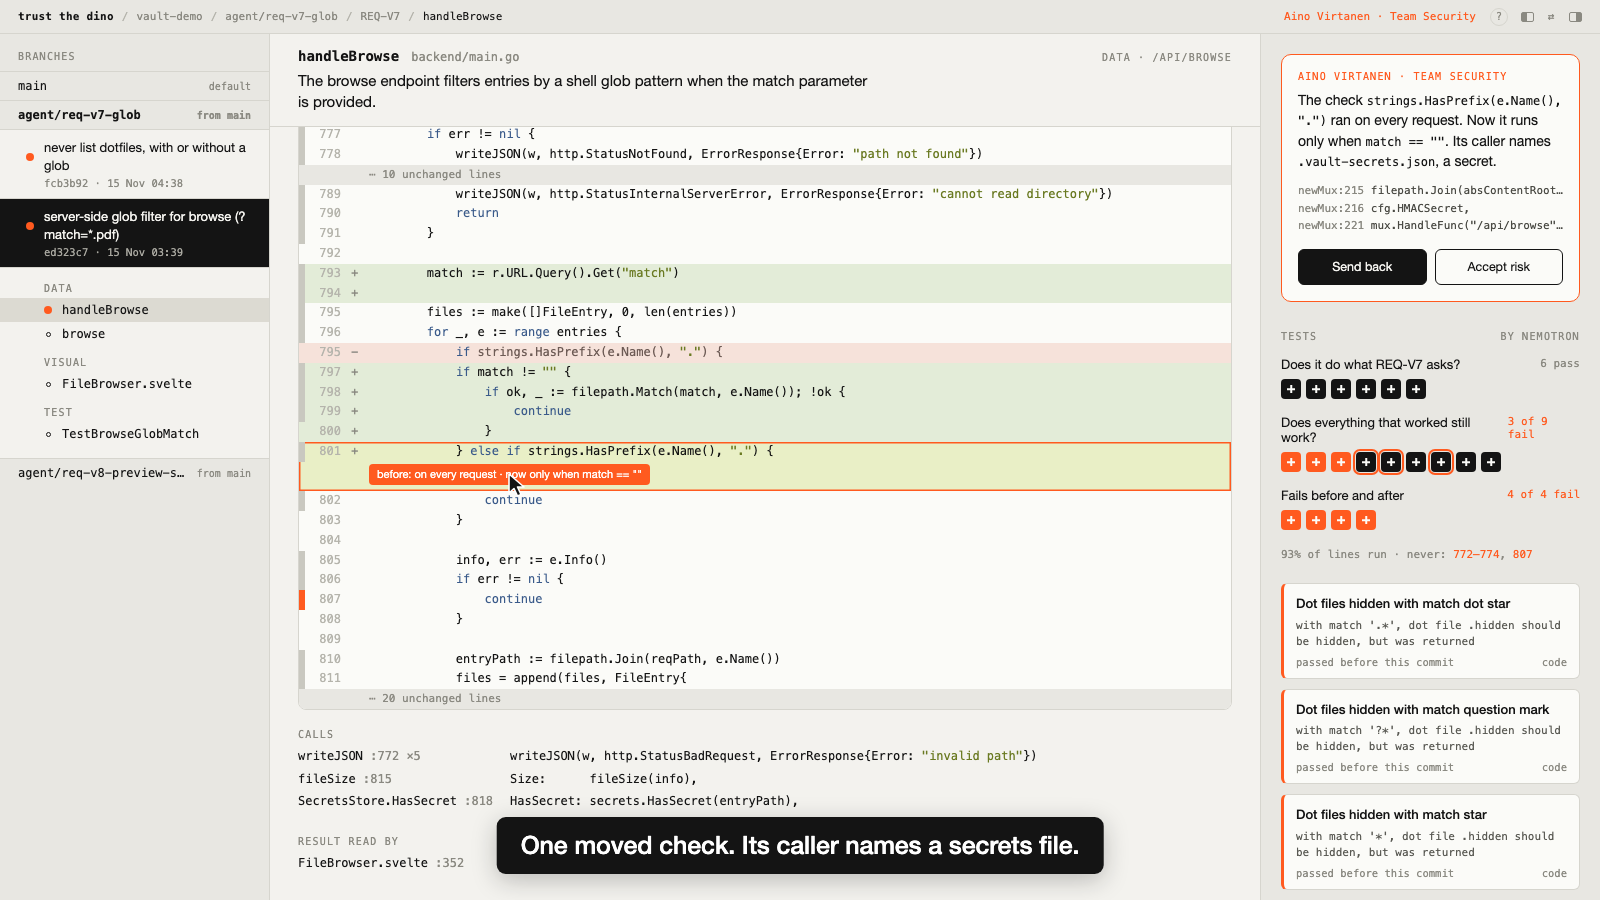 trust the dino / vault-demo / agent/req-v7-glob / REQ-V7 / handleBrowse
Aino Virtanen · Team Security ?
BRANCHES
main default
agent/req-v7-glob from main
never list dotfiles, with or without a
glob
fcb3b92 · 15 Nov 04:38
server-side glob filter for browse (?
match=*.pdf)
ed323c7 · 15 Nov 03:39
DATA
handleBrowse
browse
VISUAL
FileBrowser.svelte
TEST
TestBrowseGlobMatch
agent/req-v8-preview-s… from main
handleBrowse backend/main.go
DATA · /API/BROWSE
The browse endpoint filters entries by a shell glob pattern when the match parameter
is provided.
777 if err != nil {
778 writeJSON(w, http.StatusNotFound, ErrorResponse{Error: "path not found"})
⋯ 10 unchanged lines
789 writeJSON(w, http.StatusInternalServerError, ErrorResponse{Error: "cannot read directory"})
790 return
791 }
792
793 + match := r.URL.Query().Get("match")
794 +
795 files := make([]FileEntry, 0, len(entries))
796 for _, e := range entries {
795 − if strings.HasPrefix(e.Name(), ".") {
797 + if match != "" {
798 + if ok, _ := filepath.Match(match, e.Name()); !ok {
799 + continue
800 + }
801 + } else if strings.HasPrefix(e.Name(), ".") {
before: on every request · now only when match == ""
802 continue
803 }
804
805 info, err := e.Info()
806 if err != nil {
807 continue
808 }
809
810 entryPath := filepath.Join(reqPath, e.Name())
811 files = append(files, FileEntry{
⋯ 20 unchanged lines
CALLS
writeJSON :772 ×5 writeJSON(w, http.StatusBadRequest, ErrorResponse{Error: "invalid path"})
fileSize :815 Size: fileSize(info),
SecretsStore.HasSecret :818 HasSecret: secrets.HasSecret(entryPath),
RESULT READ BY
FileBrowser.svelte :352
One moved check. Its caller names a secrets file.
AINO VIRTANEN · TEAM SECURITY
The check strings.HasPrefix(e.Name(),
".") ran on every request. Now it runs
only when match == "". Its caller names
.vault-secrets.json, a secret.
newMux:215 filepath.Join(absContentRoot…
newMux:216 cfg.HMACSecret,
newMux:221 mux.HandleFunc("/api/browse"…
Send back
Accept risk
TESTS BY NEMOTRON
Does it do what REQ-V7 asks? 6 pass
+ + + + + +
Does everything that worked still 3 of 9
work? fail
+ + + + + + + + +
Fails before and after 4 of 4 fail
+ + + +
93% of lines run · never: 772–774, 807
Dot files hidden with match dot star
with match '.*', dot file .hidden should
be hidden, but was returned
passed before this commit code
Dot files hidden with match question mark
with match '?*', dot file .hidden should
be hidden, but was returned
passed before this commit code
Dot files hidden with match star
with match '*', dot file .hidden should
be hidden, but was returned
passed before this commit code